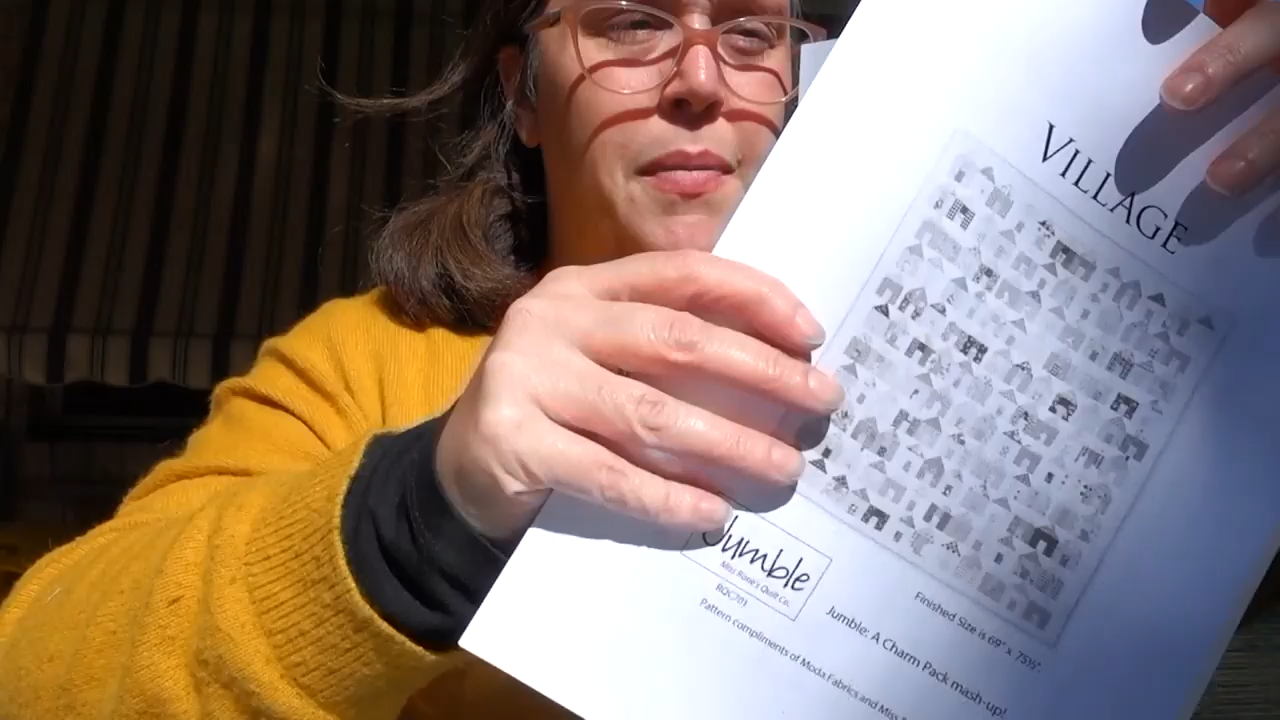 VILLAGE
Jumble
Miss Rosie's Quilt Co.
RQC701
Finished Size is 69" x 75½".
Jumble: A Charm Pack mash-up!
Pattern compliments of Moda Fabrics and Miss